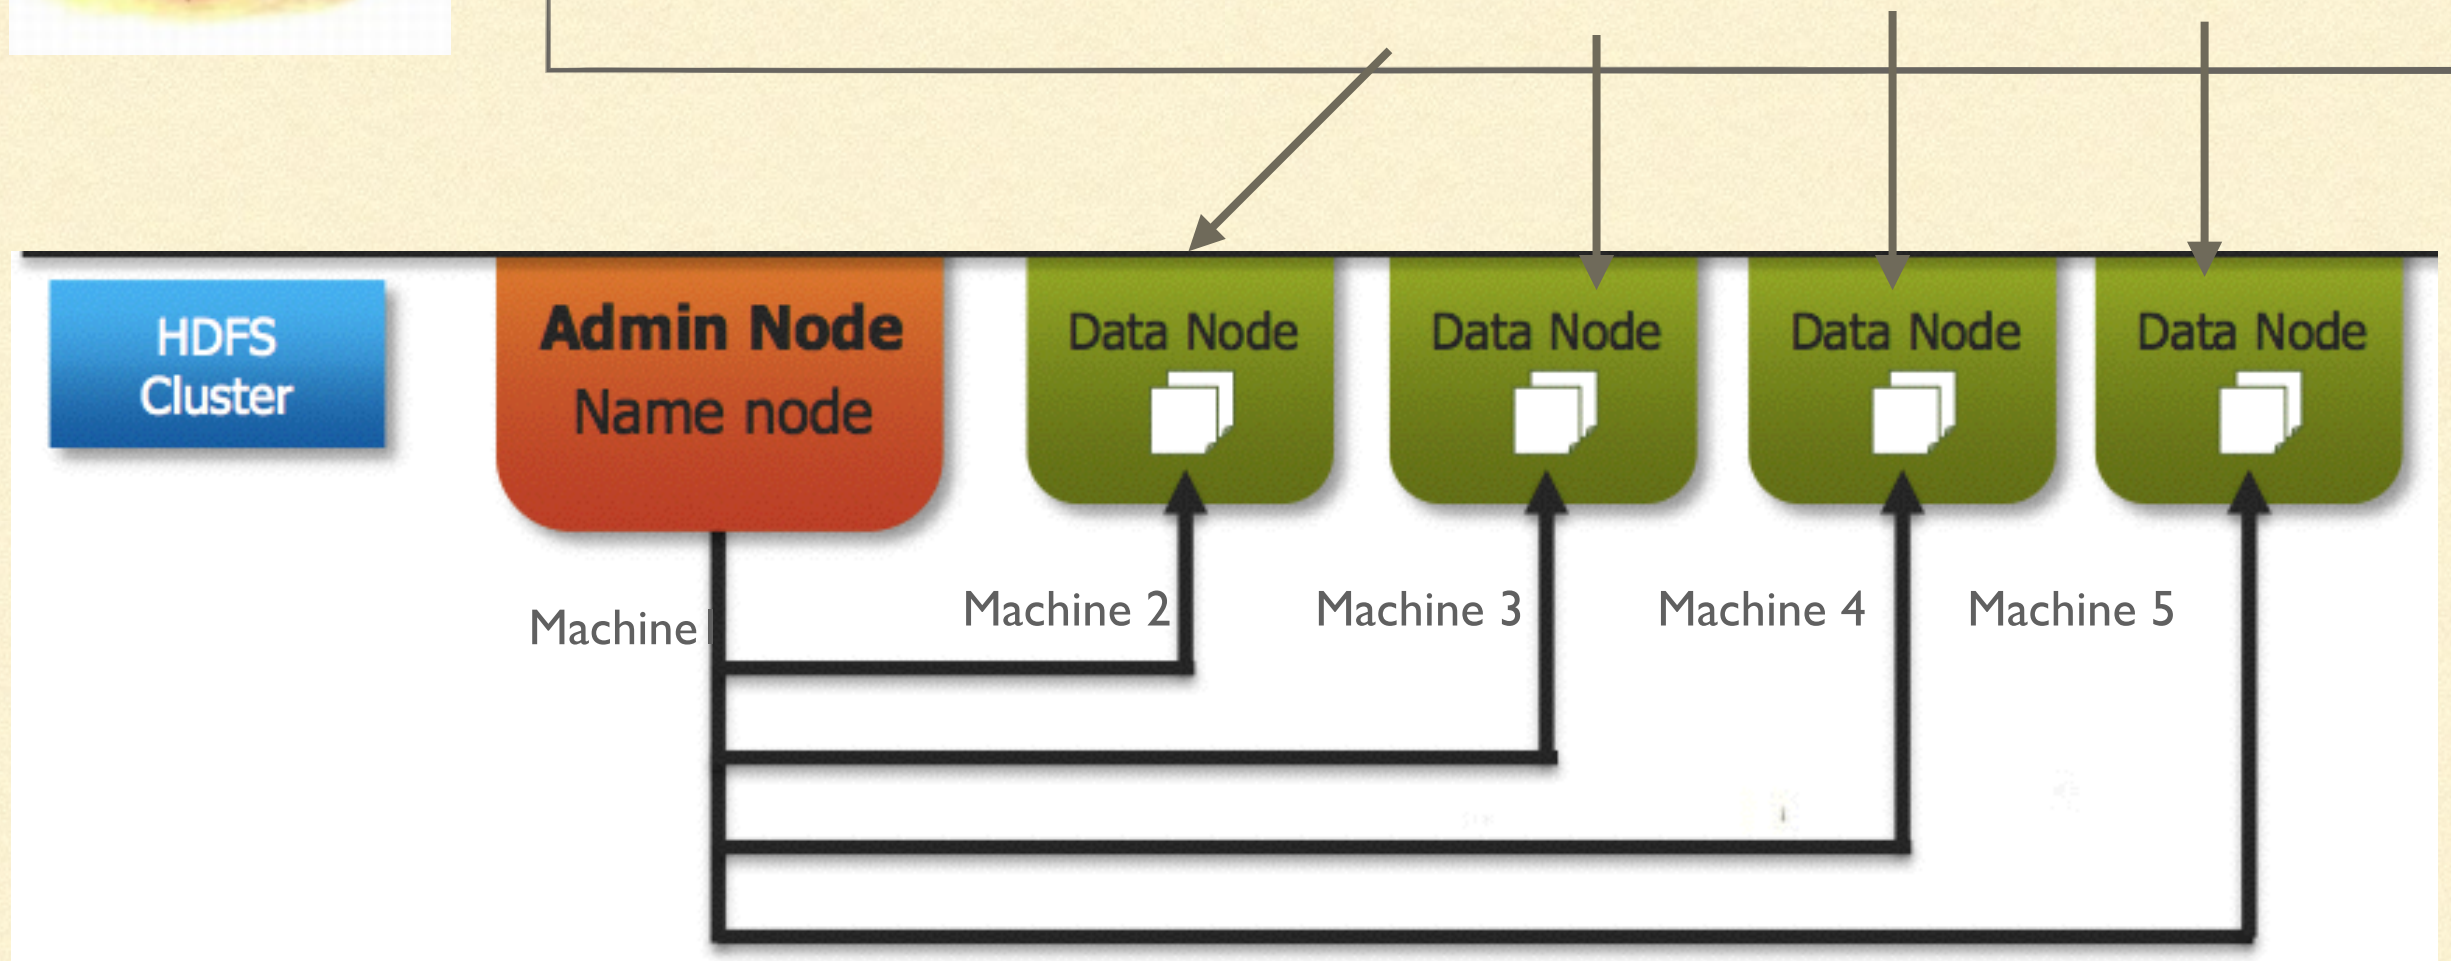 HDFS
Cluster
Admin Node
Name node
Data Node
Data Node
Data Node
Data Node
Machine 1
Machine 2
Machine 3
Machine 4
Machine 5